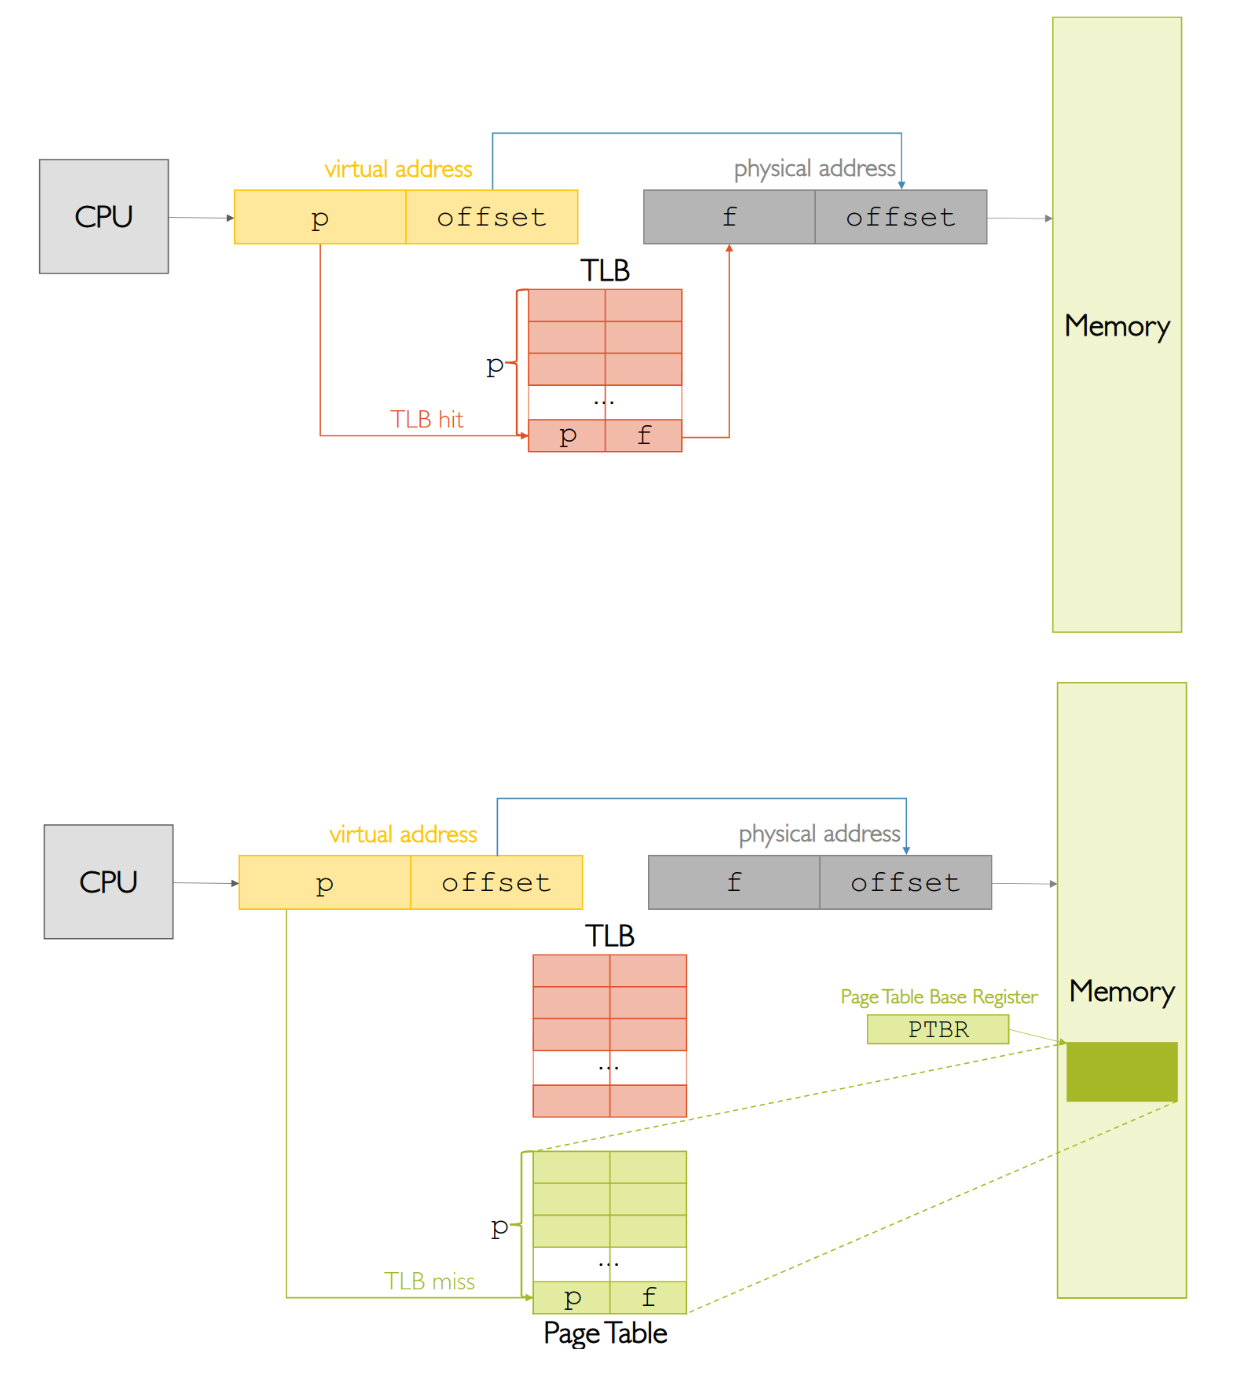 virtual address
physical address
CPU
p
offset
f
offset
TLB
Memory
p
...
TLB hit
p
f
virtual address
physical address
CPU
p
offset
f
offset
TLB
Page Table Base Register
Memory
PTBR
...
p
...
TLB miss
p
f
Page Table